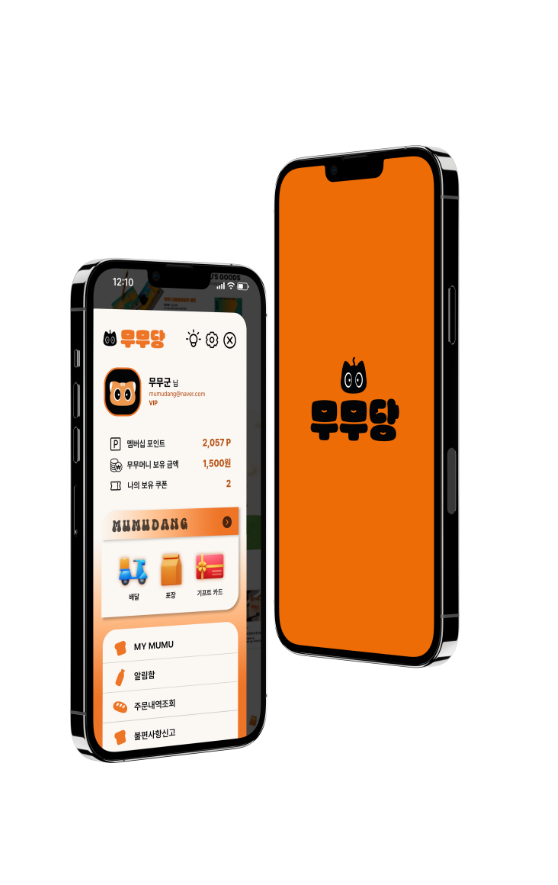 12:10
TS GOODS
무무당
무무군 님
mumudang@naver.com
VIP
P 멤버십 포인트 2,057 P
무무머니 보유 금액 1,500원
나의 보유 쿠폰 2
MUMUDANG
배달 포장 기프트 카드
MY MUMU
알림함
주문내역조회
불편사항신고
무무당